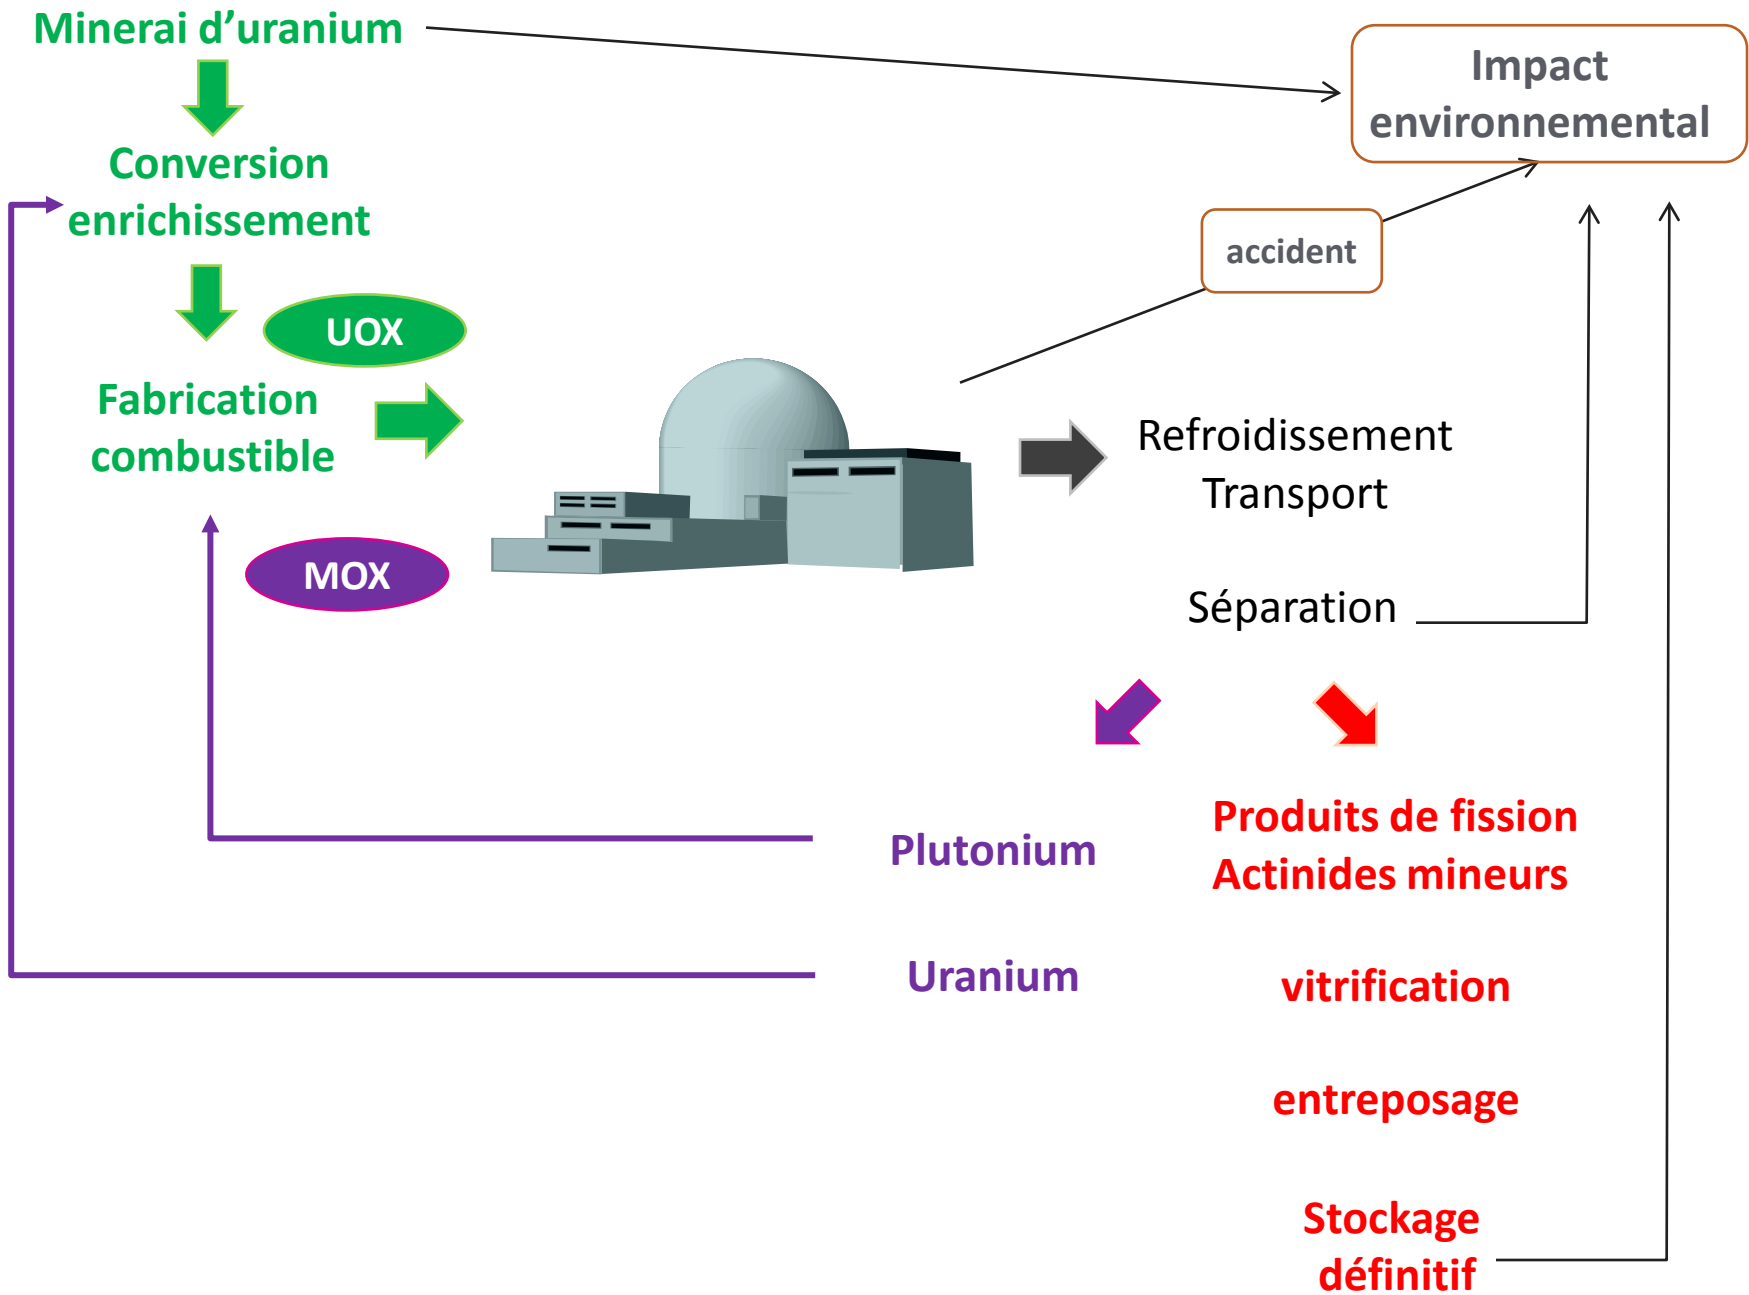 Minerai d’uranium
Impact
environnemental
Conversion
enrichissement
accident
UOX
Fabrication
combustible
Refroidissement
Transport
MOX
Séparation
Produits de fission
Plutonium
Actinides mineurs
Uranium
vitrification
entreposage
Stockage
définitif